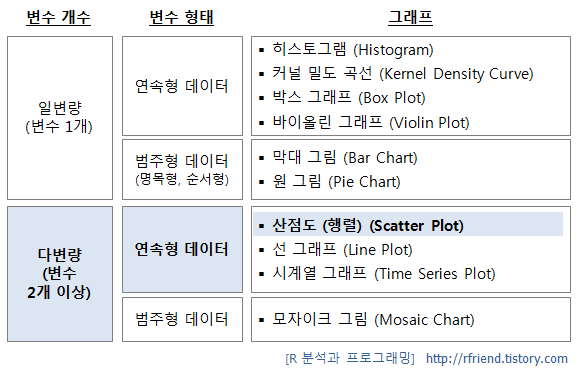 변수 개수 변수 형태 그래프
일변량
(변수 1개)
연속형 데이터
▪ 히스토그램 (Histogram)
▪ 커널 밀도 곡선 (Kernel Density Curve)
▪ 박스 그래프 (Box Plot)
▪ 바이올린 그래프 (Violin Plot)
범주형 데이터
(명목형, 순서형)
▪ 막대 그림 (Bar Chart)
▪ 원 그림 (Pie Chart)
다변량
(변수
2개 이상)
연속형 데이터
▪ 산점도 (행렬) (Scatter Plot)
▪ 선 그래프 (Line Plot)
▪ 시계열 그래프 (Time Series Plot)
범주형 데이터
▪ 모자이크 그림 (Mosaic Chart)
[R 분석과 프로그래밍] http://rfriend.tistory.com